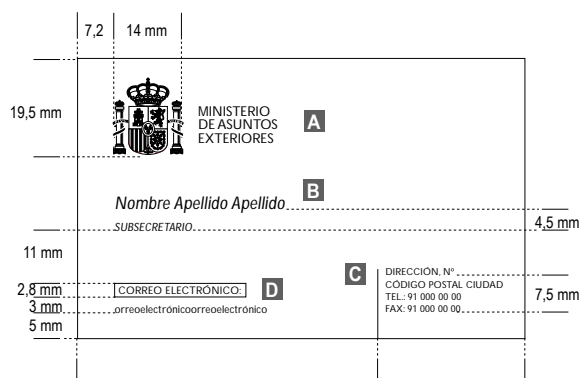 7,2 14 mm
19,5 mm
MINISTERIO
DE ASUNTOS
EXTERIORES
A
Nombre Apellido Apellido
B
SUBSECRETARIO
4,5 mm
11 mm
C
DIRECCIÓN, Nº
CÓDIGO POSTAL CIUDAD
TEL.: 91 000 00 00
FAX: 91 000 00 00
7,5 mm
2,8 mm
CORREO ELECTRÓNICO:
D
3 mm
orreoelectrónicoorreoelectrónico
5 mm